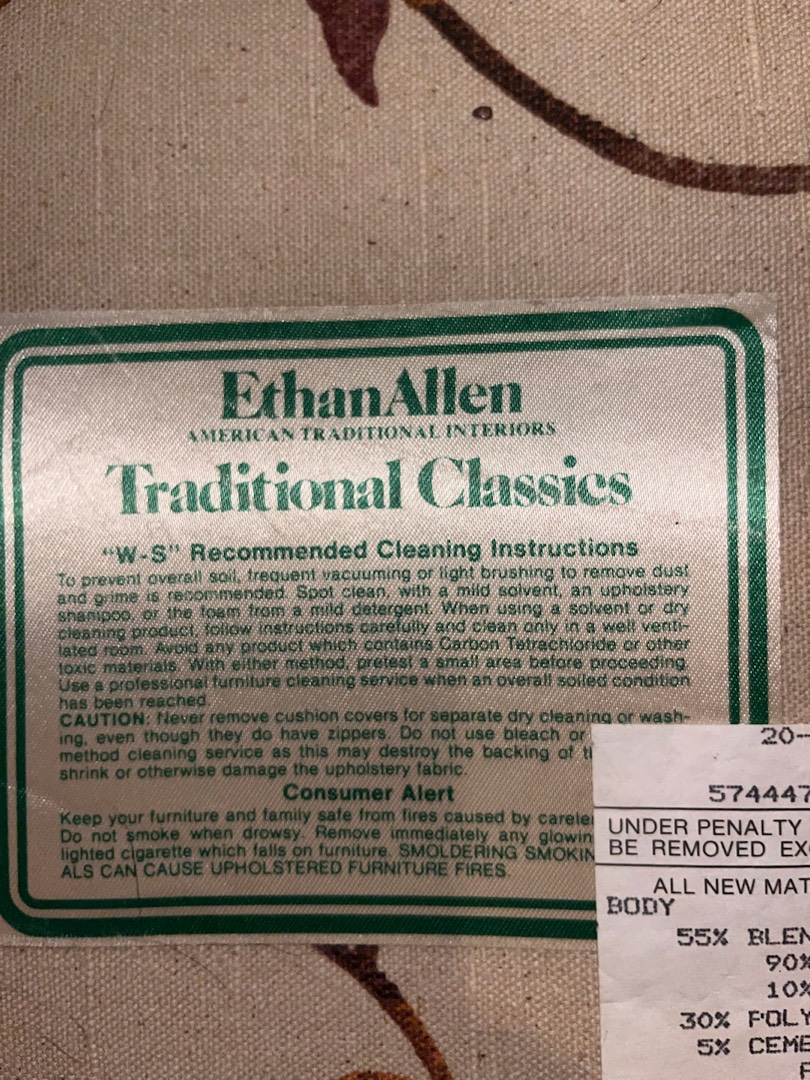 EthanAllen
AMERICAN TRADITIONAL INTERIORS
Traditional Classics
"W-S" Recommended Cleaning Instructions
To prevent overall soil, frequent vacuuming or light brushing to remove dust
and grime is recommended. Spot clean, with a mild solvent, an upholstery
shampoo, or the foam from a mild detergent. When using a solvent or dry
cleaning product, follow instructions carefully and clean only in a well venti-
lated room. Avoid any product which contains Carbon Tetrachloride or other
toxic materials. With either method, pretest a small area before proceeding.
Use a professional furniture cleaning service when an overall soiled condition
has been reached.
CAUTION: Never remove cushion covers for separate dry cleaning or wash-
ing, even though they do have zippers. Do not use bleach or
method cleaning service as this may destroy the backing of
shrink or otherwise damage the upholstery fabric.
Consumer Alert
Keep your furniture and family safe from fires caused by
Do not smoke when drowsy. Remove immediately any
lighted cigarette which falls on furniture. SMOLDERING
ALS CAN CAUSE UPHOLSTERED FURNITURE FIRES.
20-
574447
UNDER PENALTY
BE REMOVED
ALL NEW
BODY
55%
90%
10%
30%
5%